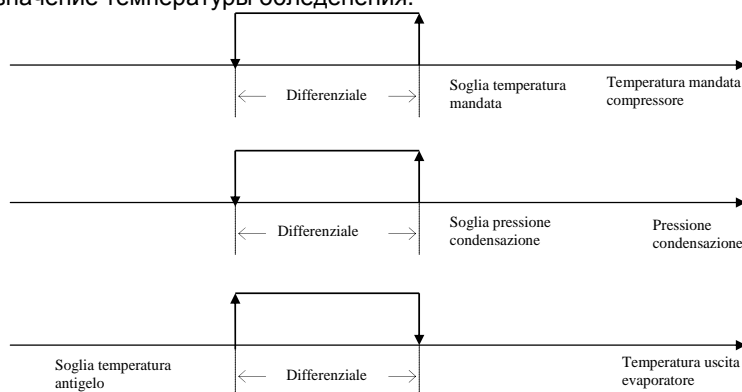 значение температуры обледенения.
Differenziale
Soglia temperatura
mandata
Temperatura mandata
compressore
Differenziale
Soglia pressione
condensazione
Pressione
condensazione
Soglia temperatura
antigelo
Differenziale
Temperatura uscita
evaporatore